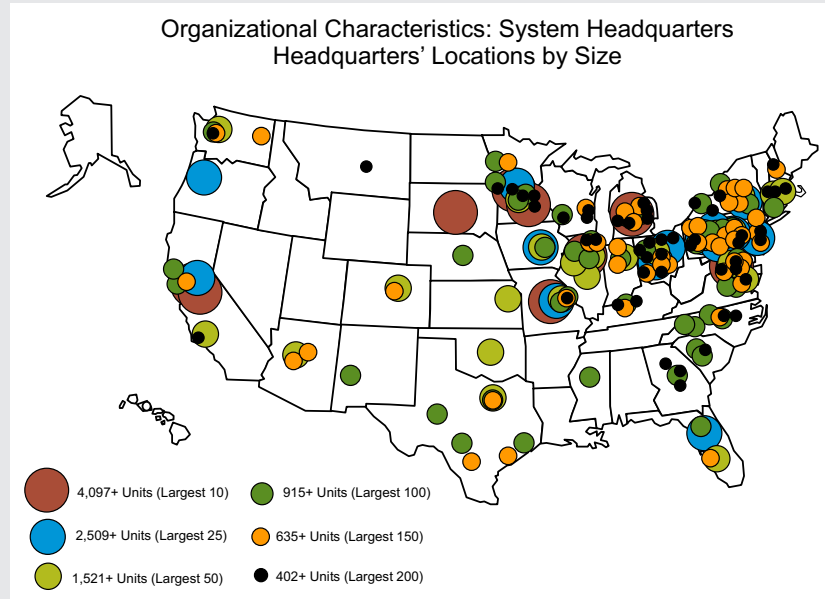 Organizational Characteristics: System Headquarters
Headquarters’ Locations by Size
4,097+ Units (Largest 10)
915+ Units (Largest 100)
2,509+ Units (Largest 25)
635+ Units (Largest 150)
1,521+ Units (Largest 50)
402+ Units (Largest 200)